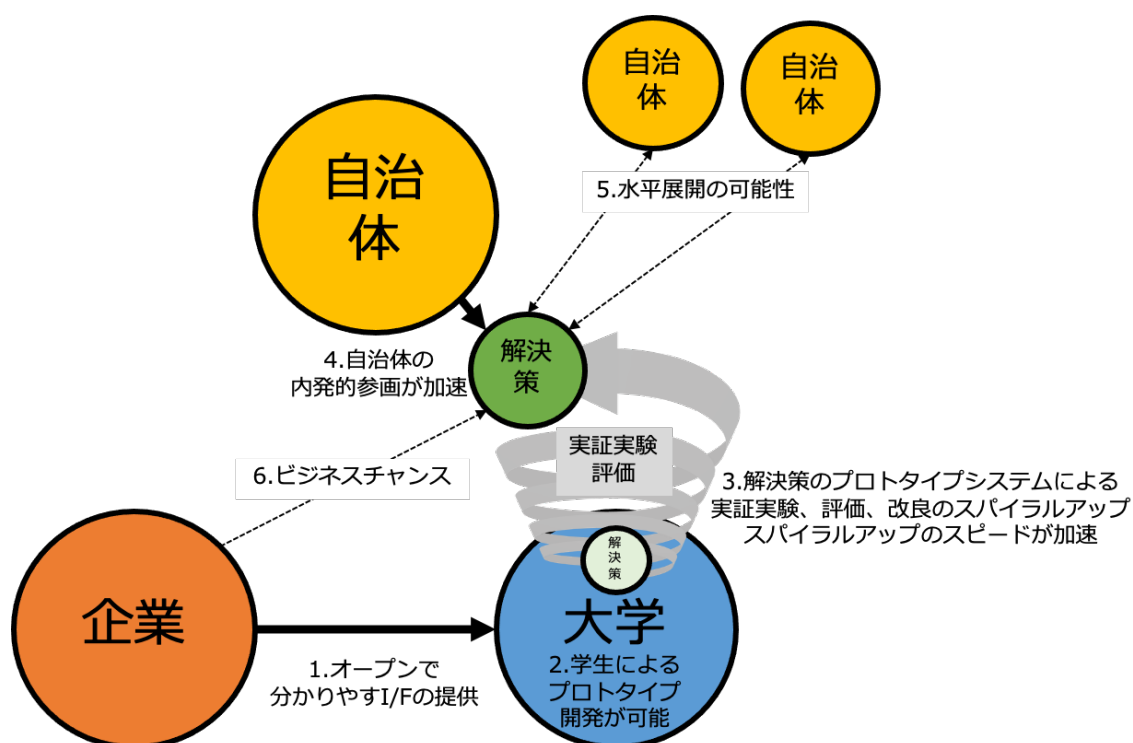 自治
体
自治
体
自治
体
5.水平展開の可能性
解決
策
4.自治体の
内発的参画が加速
実証実験
評価
6.ビジネスチャンス
3.解決策のプロトタイプシステムによる
実証実験、評価、改良のスパイラルアップ
スパイラルアップのスピードが加速
解
決
策
企業
大学
1.オープンで
分かりやすI/Fの提供
2.学生による
プロトタイプ
開発が可能